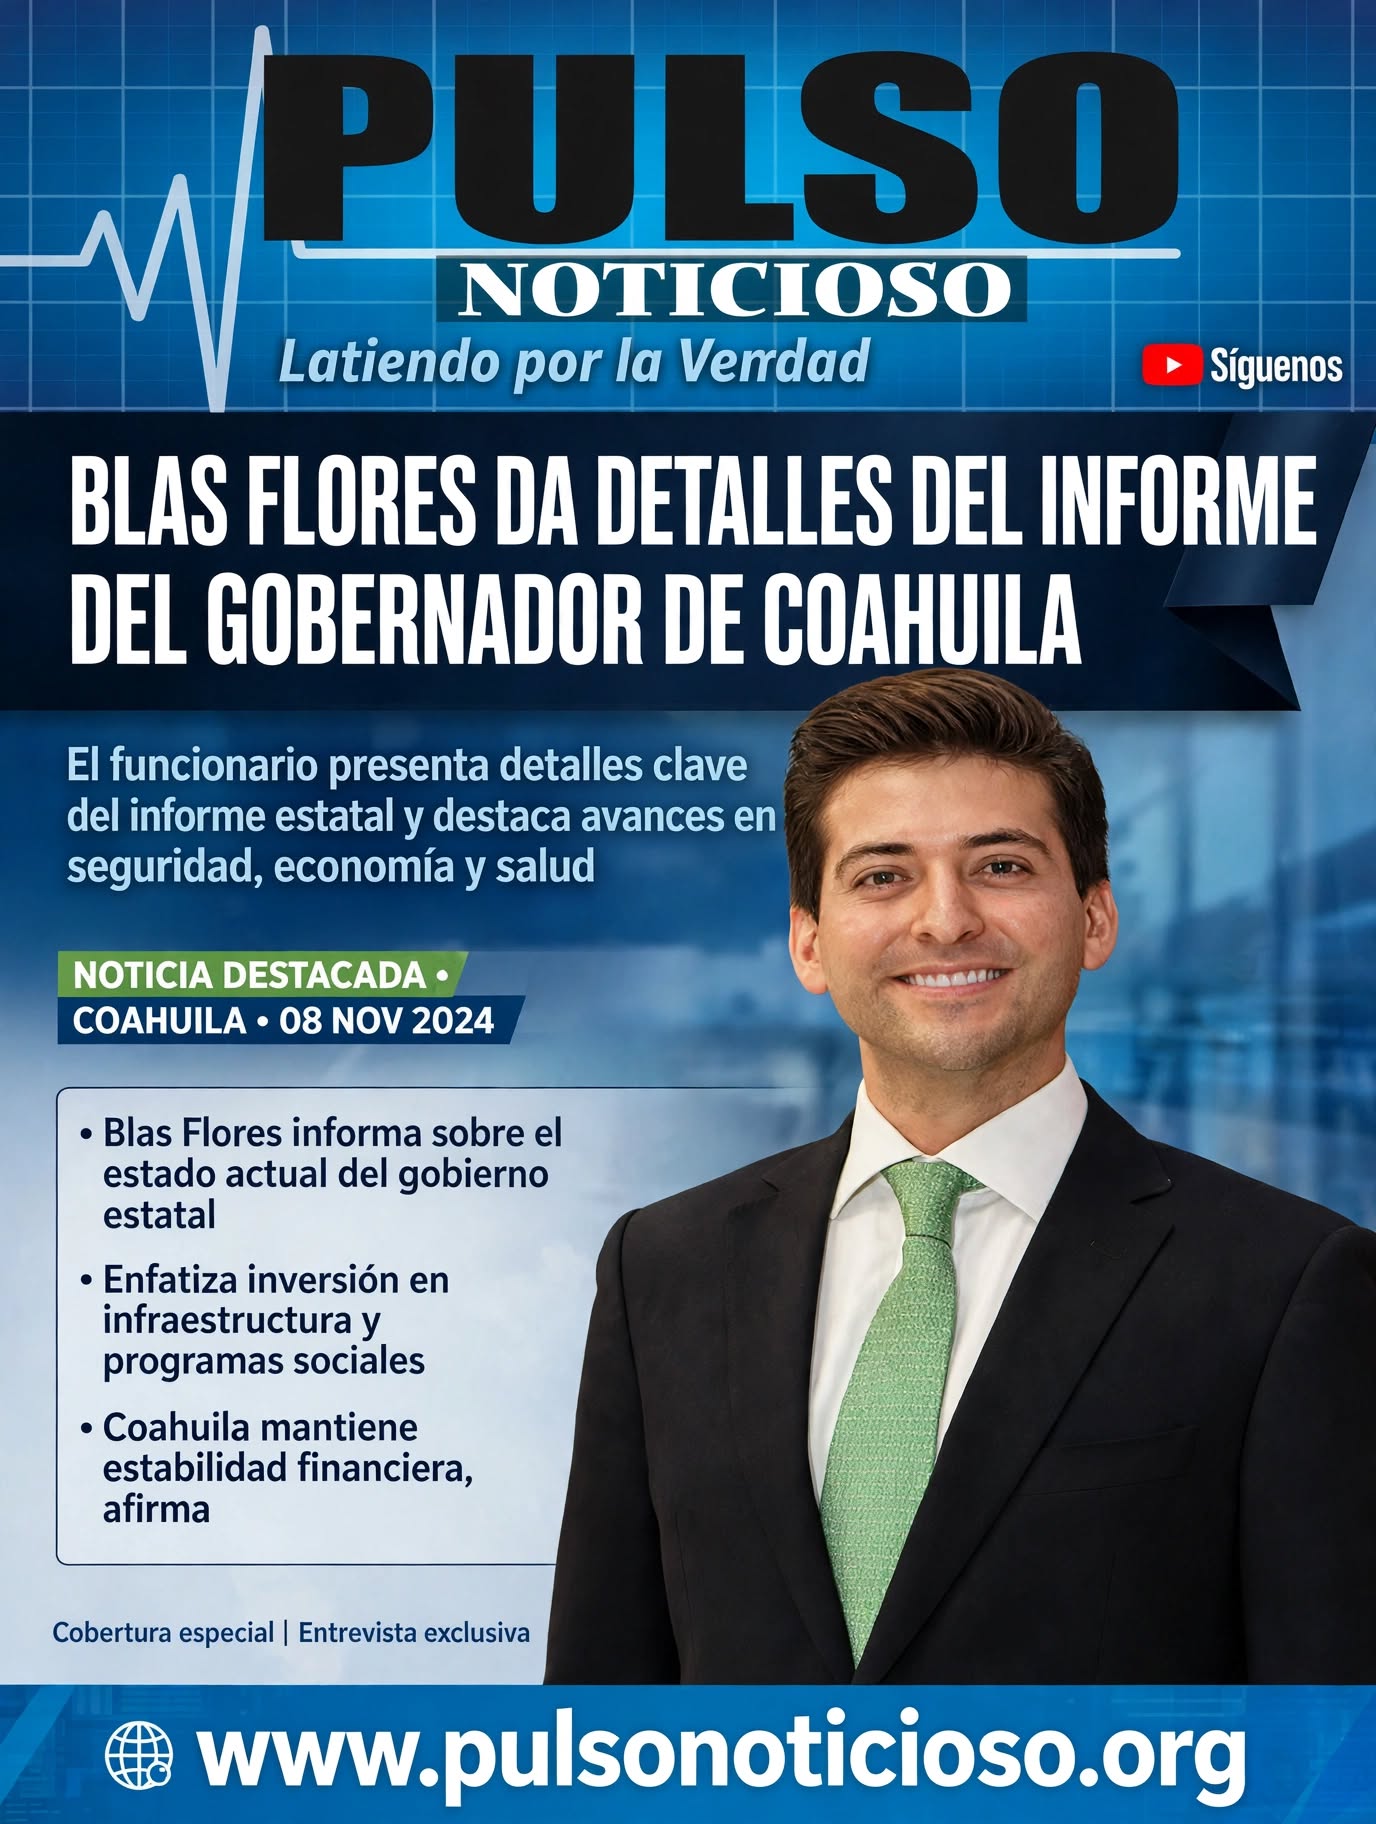 PULSO
NOTICIOSO
Latiendo por la Vemdad
Síguenos
BLAS FLORES DA DETALLES DEL INFORME
DEL GOBERNADOR DE COAHUILA
El funcionario presenta detalles clave
del informe estatal y destaca avances en
seguridad, economía y salud
NOTICIA DESTACADA •
COAHUILA • 08 NOV 2024
• Blas Flores informa sobre el
estado actual del gobierno
estatal
• Enfatiza inversión en
infraestructura y
programas sociales
• Coahuila mantiene
estabilidad financiera,
afirma
Cobertura especial | Entrevista exclusiva
www.pulsonoticioso.org